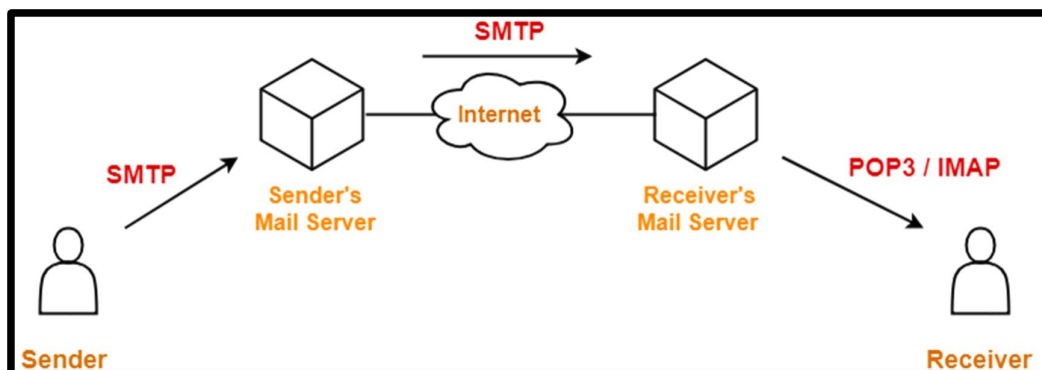 SMTP
Internet
SMTP
POP3 / IMAP
Sender's
Mail Server
Receiver's
Mail Server
Sender
Receiver